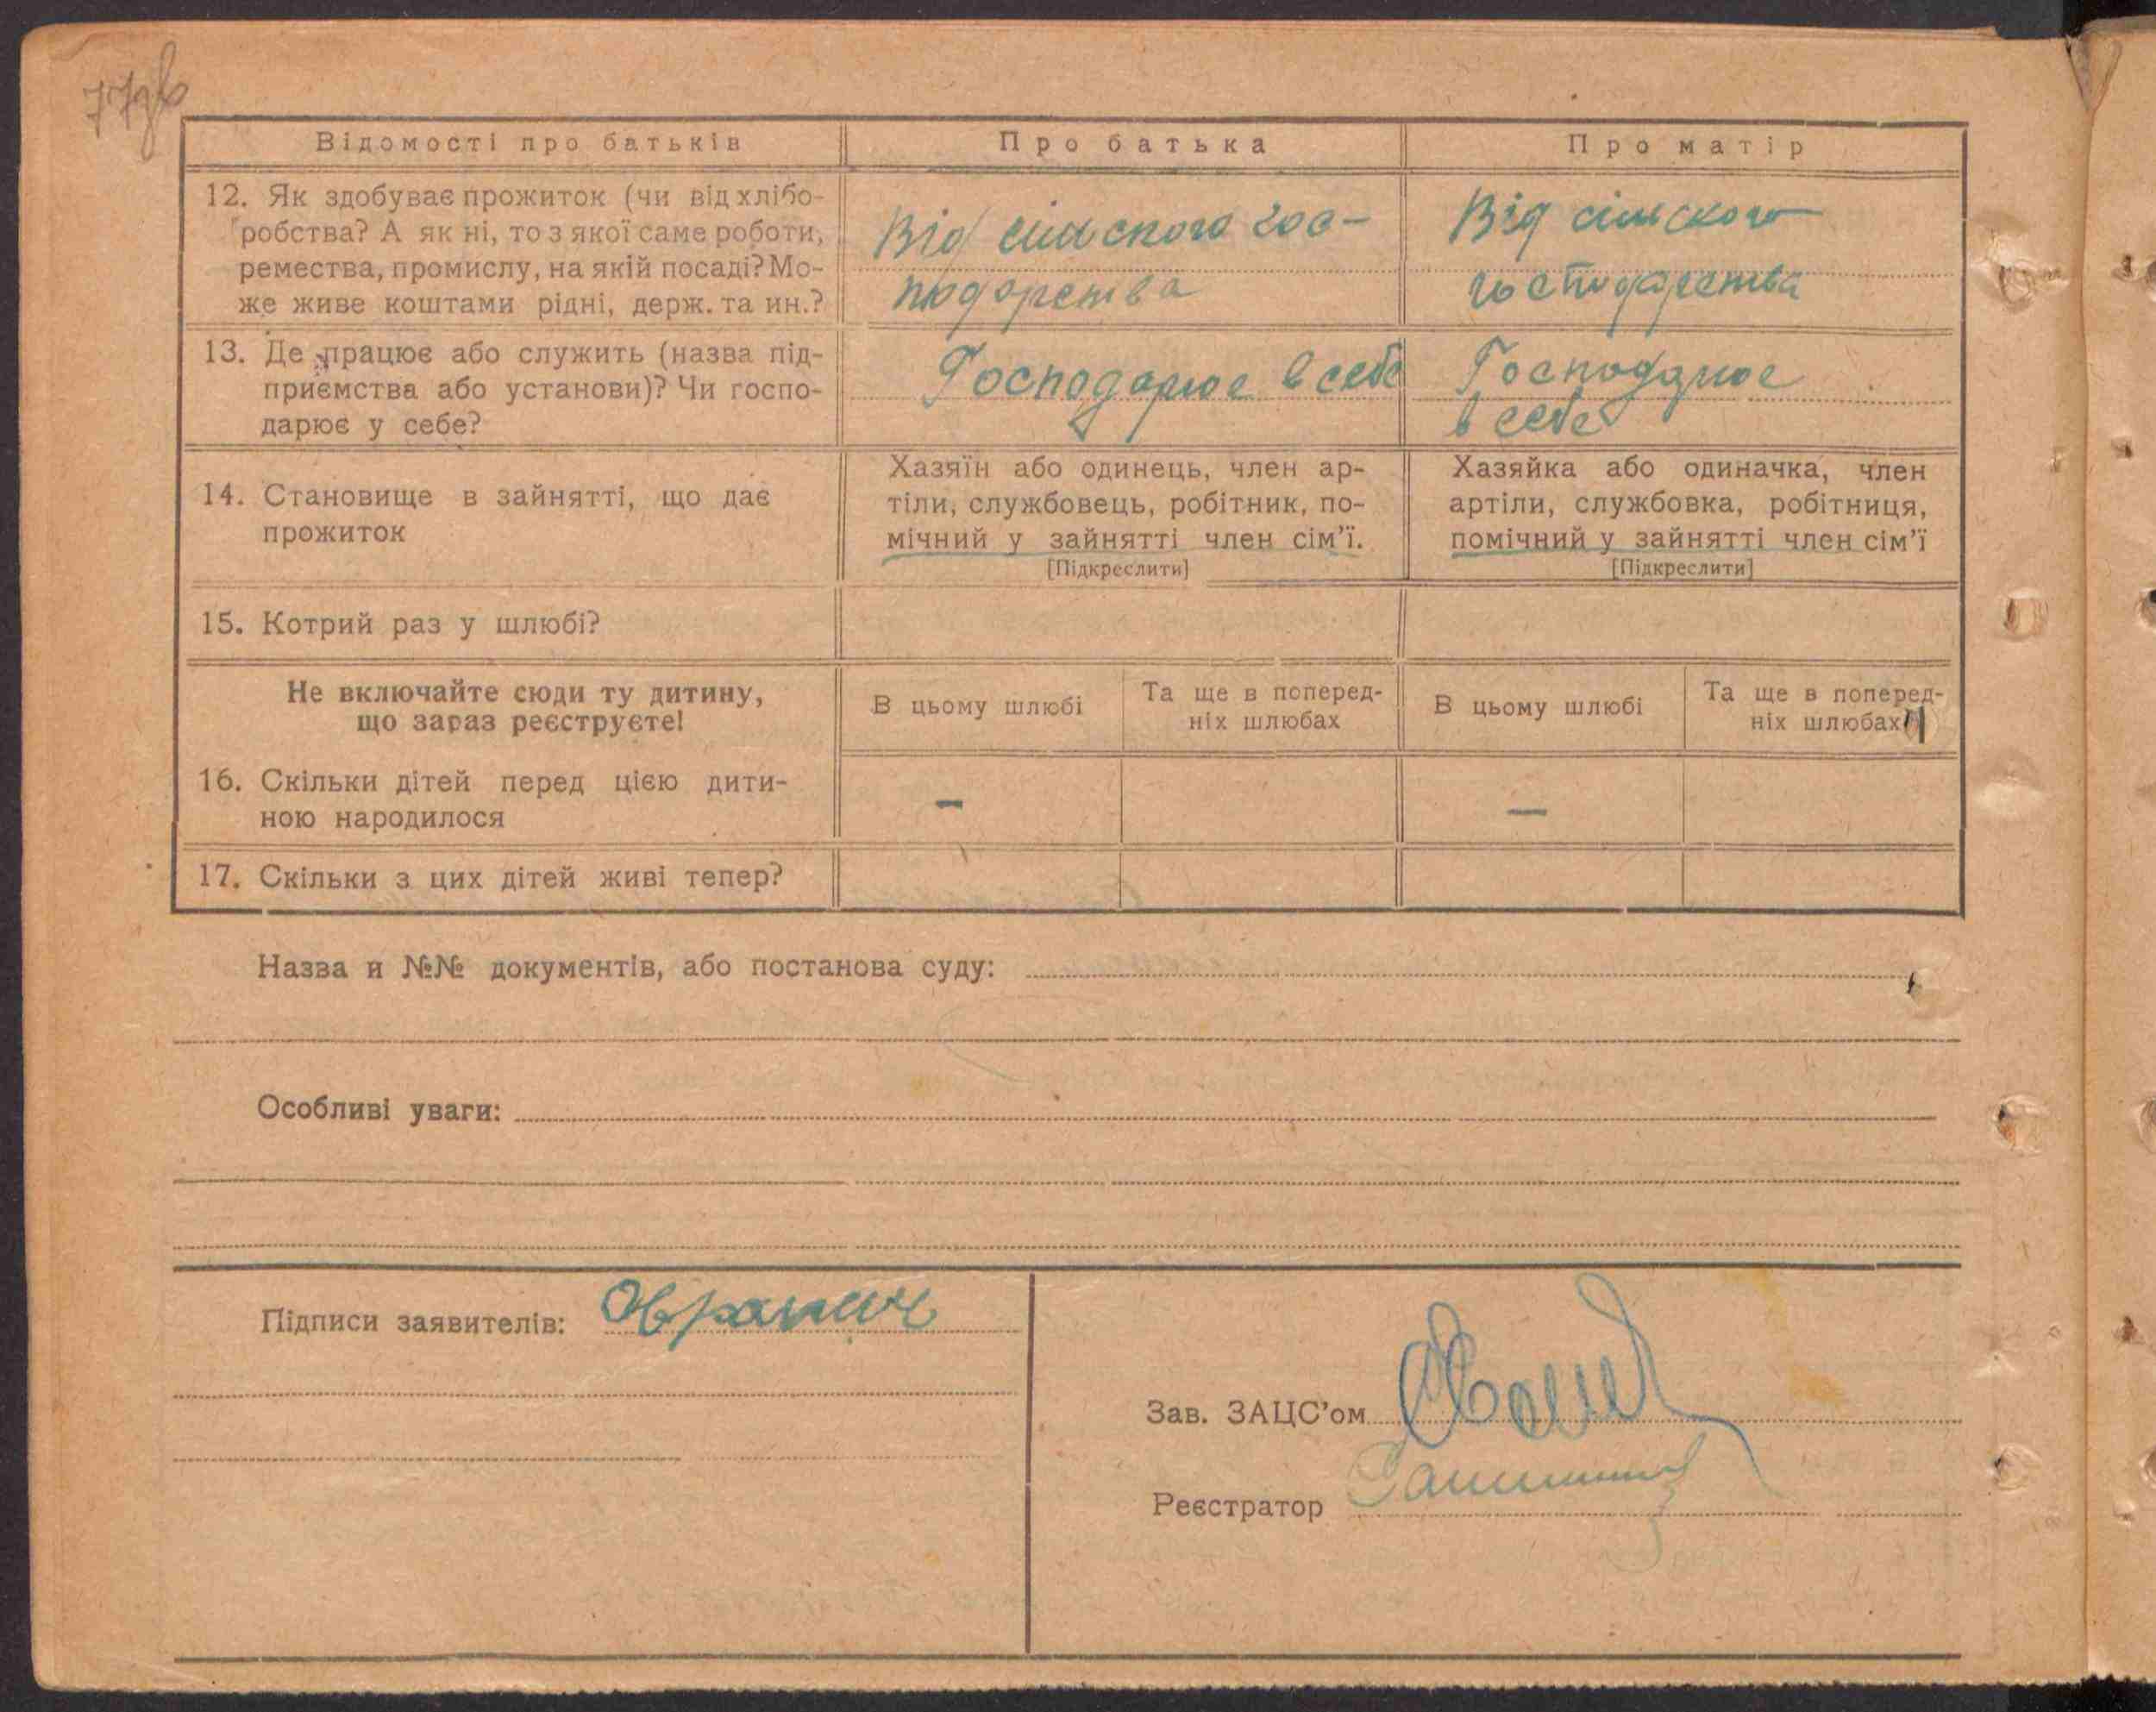 77зв
Відомості про батьків
Про батька
Про матір
12. Як здобуває прожиток (чи від хлібо-
робства? А як ні, то з якої саме роботи,
ремества, промислу, на якій посаді? Мо-
же живе коштами рідні, держ. та ин.?
Від сілського гос-
подарства
Від сілского
господарства
13. Де працює або служить (назва під-
приємства або установи)? Чи госпо-
дарює у себе?
Господарює в себе
Господарює
в себе
14. Становище в зайнятті, що дає
прожиток
Хазяїн або одинець, член ар-
тіли, службовець, робітник, по-
мічний у зайнятті член сім’ї.
[Підкреслити]
Хазяйка або одиначка, член
артіли, службовка, робітниця,
помічний у зайнятті член сім’ї
[Підкреслити]
15. Котрий раз у шлюбі?
Не включайте сюди ту дитину,
що зараз реєструєте!
В цьому шлюбі
Та ще в поперед-
ніх шлюбах
В цьому шлюбі
Та ще в поперед-
ніх шлюбах
16. Скільки дітей перед цією дити-
ною народилося
–
—
17. Скільки з цих дітей живі тепер?
Назва и №№ документів, або постанова суду:
Особливі уваги:
Підписи заявителів:
Зав. ЗАЦС’ом
Реєстратор